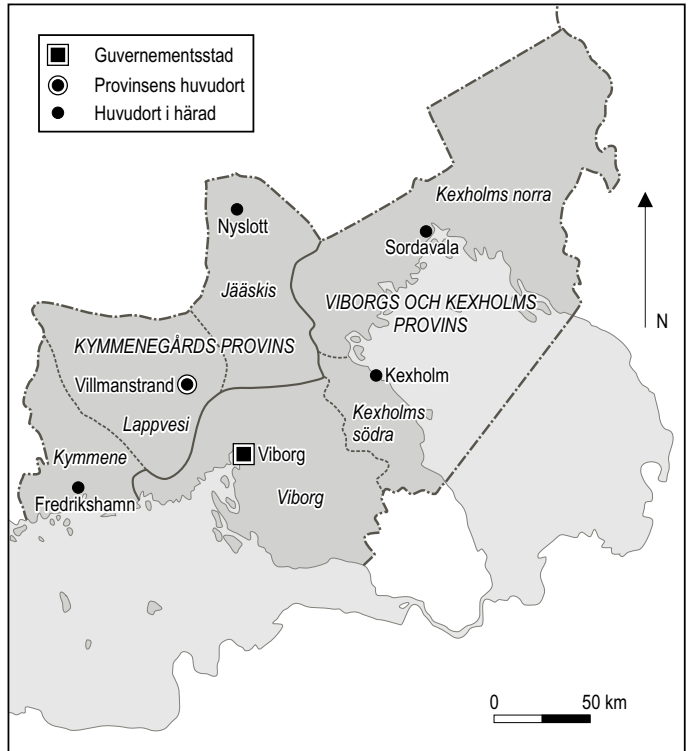 Guvernementsstad
Provinsens huvudort
Huvudort i härad
Kexholms norra
Nyslott
Sordavala
Jääskis
VIBORGS OCH KEXHOLMS
PROVINS
N
KYMMENEGÅRDS PROVINS
Villmanstrand
Kexholm
Lappvesi
Kexholms
södra
Kymmene
Viborg
Fredrikshamn
Viborg
0 50 km